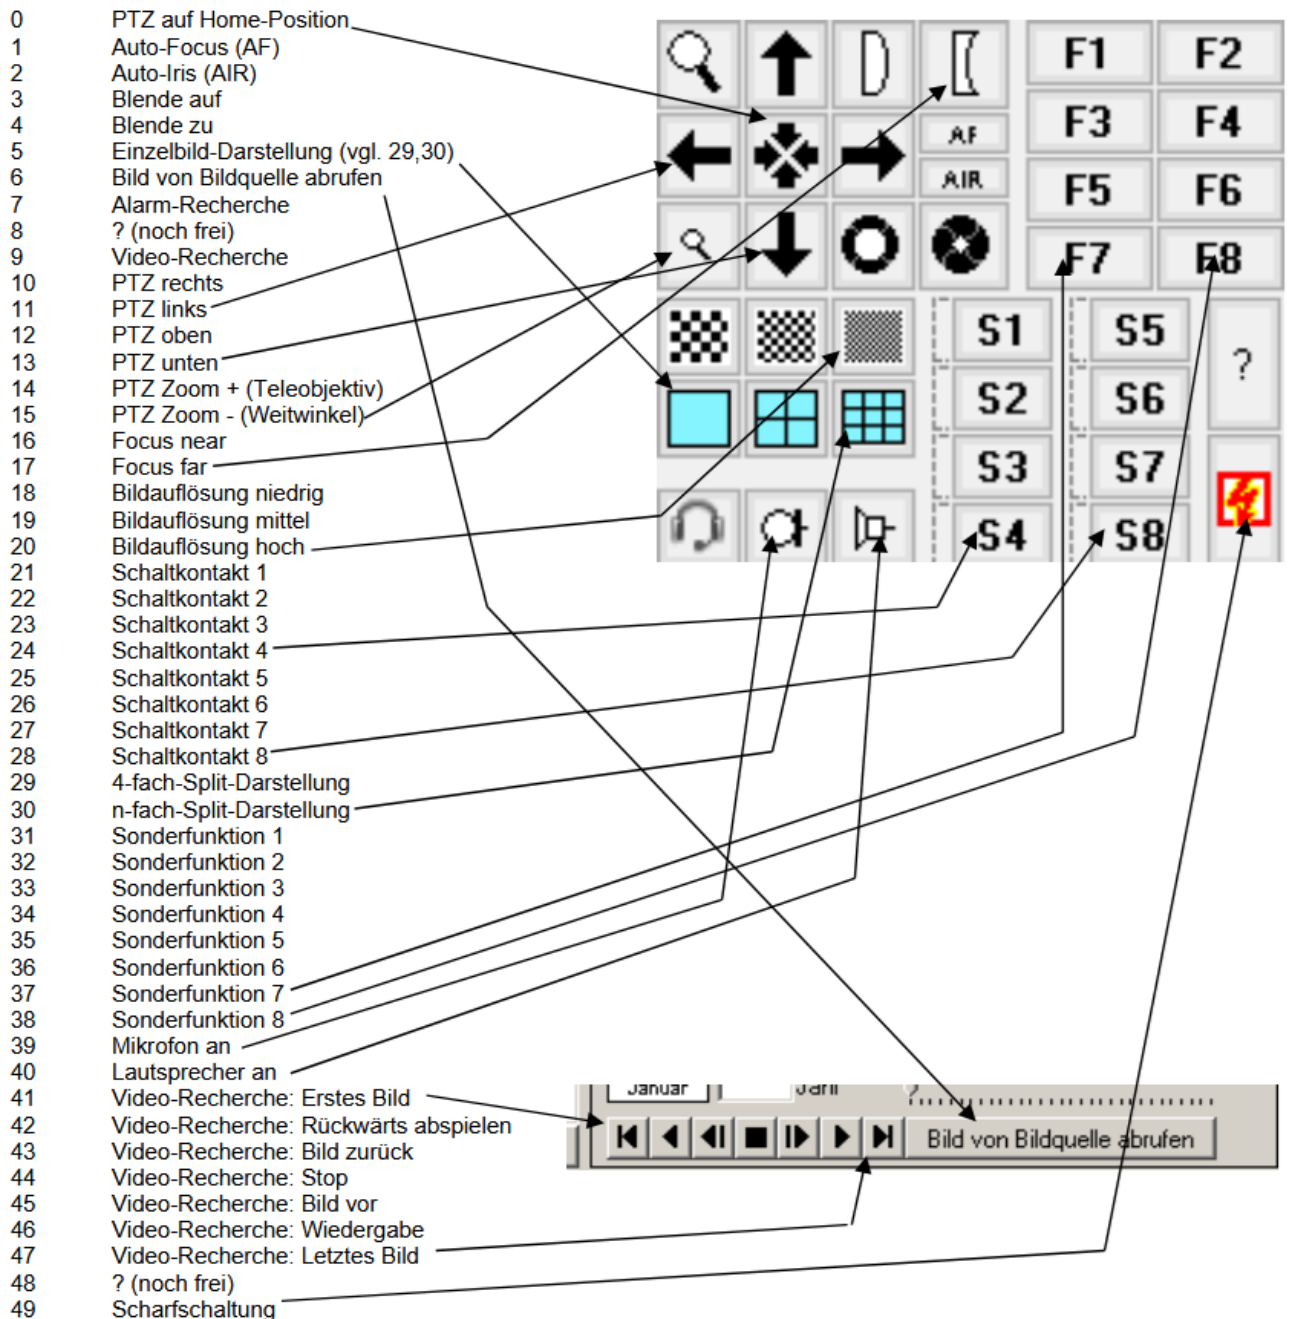 0 PTZ auf Home-Position
1 Auto-Focus (AF)
2 Auto-Iris (AIR)
3 Blende auf
4 Blende zu
5 Einzelbild-Darstellung (vgl. 29,30)
6 Bild von Bildquelle abrufen
7 Alarm-Recherche
8 ? (noch frei)
9 Video-Recherche
10 PTZ rechts
11 PTZ links
12 PTZ oben
13 PTZ unten
14 PTZ Zoom + (Teleobjektiv)
15 PTZ Zoom - (Weitwinkel)
16 Focus near
17 Focus far
18 Bildauflösung niedrig
19 Bildauflösung mittel
20 Bildauflösung hoch
21 Schaltkontakt 1
22 Schaltkontakt 2
23 Schaltkontakt 3
24 Schaltkontakt 4
25 Schaltkontakt 5
26 Schaltkontakt 6
27 Schaltkontakt 7
28 Schaltkontakt 8
29 4-fach-Split-Darstellung
30 n-fach-Split-Darstellung
31 Sonderfunktion 1
32 Sonderfunktion 2
33 Sonderfunktion 3
34 Sonderfunktion 4
35 Sonderfunktion 5
36 Sonderfunktion 6
37 Sonderfunktion 7
38 Sonderfunktion 8
39 Mikrofon an
40 Lautsprecher an
41 Video-Recherche: Erstes Bild
42 Video-Recherche: Rückwärts abspielen
43 Video-Recherche: Bild zurück
44 Video-Recherche: Stop
45 Video-Recherche: Bild vor
46 Video-Recherche: Wiedergabe
47 Video-Recherche: Letztes Bild
48 ? (noch frei)
49 Scharfschaltung
F1 F2
F3 F4
AF
AIR
F5 F6
F7 F8
S1 S5
?
S2 S6
S3 S7
S4 S8
Januar
Bild von Bildquelle abrufen